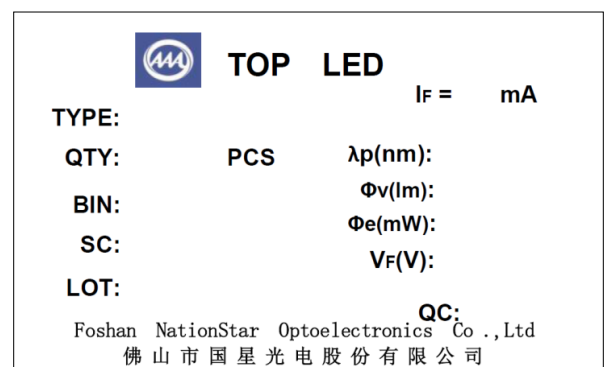 AAA TOP LED
IF = mA
TYPE:
QTY: PCS λp(nm):
Φv(lm):
BIN:
Φe(mW):
SC:
VF(V):
LOT:
QC:
Foshan NationStar Optoelectronics Co .,Ltd
佛山市国星光电股份有限公司